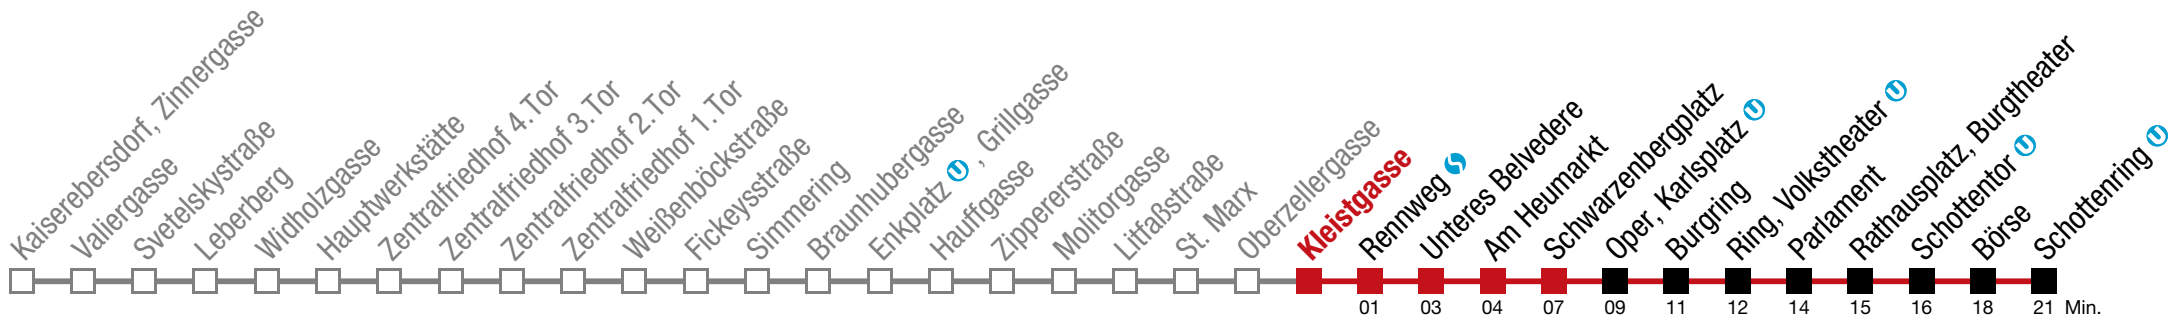 Kaiserebersdorf, Zinnergasse
Valiergasse
Svetelskystraße
Leberberg
Widholzgasse
Hauptwerkstätte
Zentralfriedhof 4.Tor
Zentralfriedhof 3.Tor
Zentralfriedhof 2.Tor
Zentralfriedhof 1.Tor
Weißenböckstraße
Fickeysstraße
Simmering
Braunhubergasse
Enkplatz U , Grillgasse
Hauffgasse
Zippererstraße
Molitorgasse
Litfaßstraße
St. Marx
Oberzellergasse
Kleistgasse
Rennweg S
Unteres Belvedere
Am Heumarkt
Schwarzenbergplatz
Oper, Karlsplatz U
Burgring
Ring, Volkstheater U
Parlament
Rathausplatz, Burgtheater
Schottentor U
Börse
Schottenring U
01 03 04 07 09 11 12 14 15 16 18 21 Min.